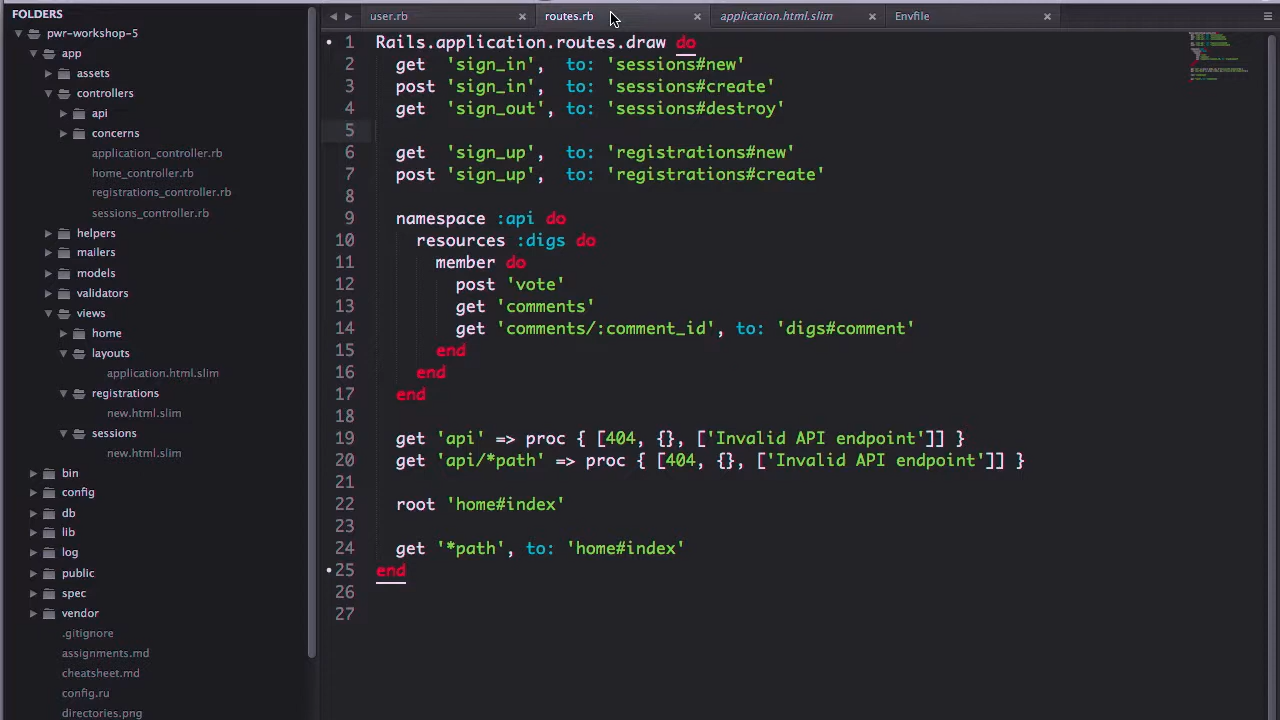 FOLDERS
pwr-workshop-5
app
assets
controllers
api
concerns
application_controller.rb
home_controller.rb
registrations_controller.rb
sessions_controller.rb
helpers
mailers
models
validators
views
home
layouts
application.html.slim
registrations
new.html.slim
sessions
new.html.slim
bin
config
db
lib
log
public
spec
vendor
.gitignore
assignments.md
cheatsheet.md
config.ru
directories.png
user.rb
routes.rb
application.html.slim
Envfile
1 Rails.application.routes.draw do
2 get 'sign_in', to: 'sessions#new'
3 post 'sign_in', to: 'sessions#create'
4 get 'sign_out', to: 'sessions#destroy'
5
6 get 'sign_up', to: 'registrations#new'
7 post 'sign_up', to: 'registrations#create'
8
9 namespace :api do
10 resources :digs do
11 member do
12 post 'vote'
13 get 'comments'
14 get 'comments/:comment_id', to: 'digs#comment'
15 end
16 end
17 end
18
19 get 'api' => proc { [404, {}, ['Invalid API endpoint']] }
20 get 'api/*path' => proc { [404, {}, ['Invalid API endpoint']] }
21
22 root 'home#index'
23
24 get '*path', to: 'home#index'
25 end
26
27